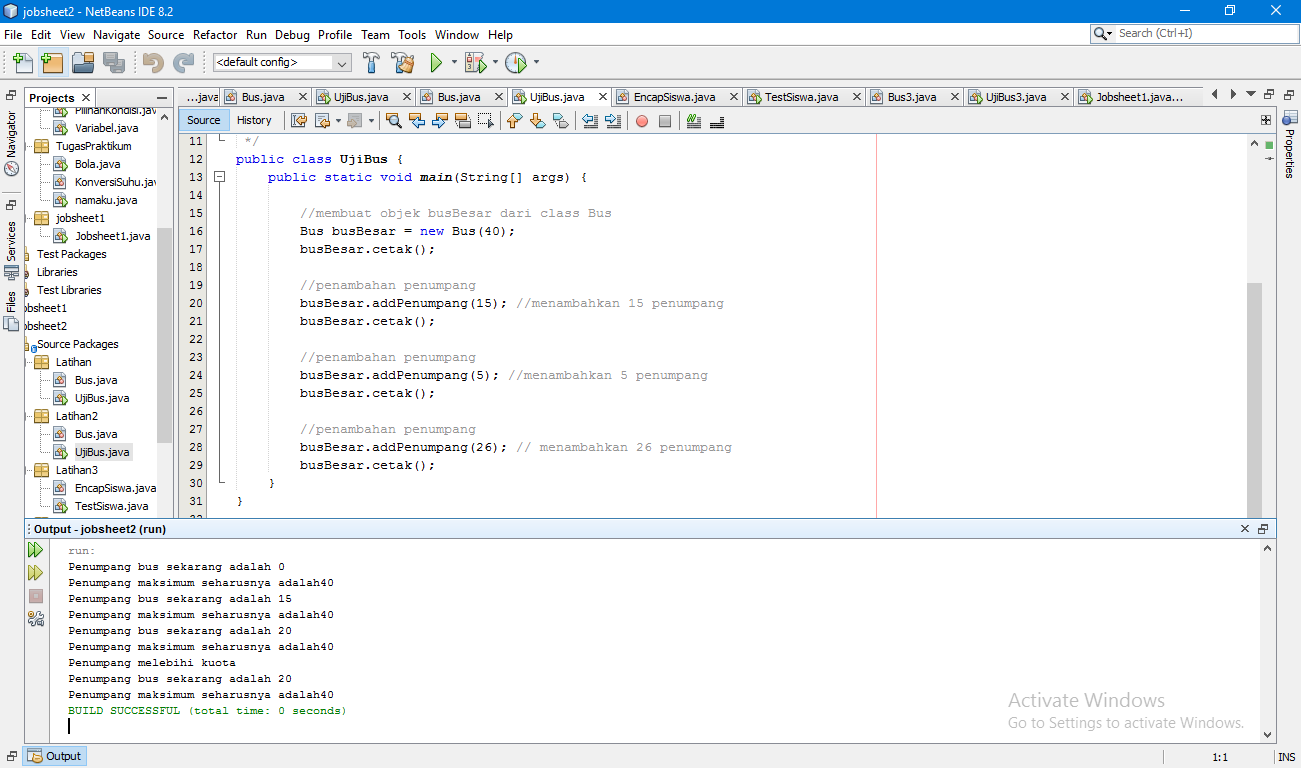 jobsheet2 - NetBeans IDE 8.2
File Edit View Navigate Source Refactor Run Debug Profile Team Tools Window Help
Search (Ctrl+I)
<default config>
Projects
...java Bus.java UjiBus.java Bus.java UjiBus.java EncapSiswa.java TestSiswa.java Bus3.java UjiBus3.java Jobsheet1.java...
Navigator
Services
Files
PilihanKondisi.java
Variabel.java
TugasPraktikum
Bola.java
KonversiSuhu.jav
namaku.java
jobsheet1
Jobsheet1.java
Test Packages
Libraries
Test Libraries
obsheet1
obsheet2
Source Packages
Latihan
Bus.java
UjiBus.java
Latihan2
Bus.java
UjiBus.java
Latihan3
EncapSiswa.java
TestSiswa.java
Source History
Properties
11 */
12 public class UjiBus {
13 public static void main(String[] args) {
14
15 //membuat objek busBesar dari class Bus
16 Bus busBesar = new Bus(40);
17 busBesar.cetak();
18
19 //penambahan penumpang
20 busBesar.addPenumpang(15); //menambahkan 15 penumpang
21 busBesar.cetak();
22
23 //penambahan penumpang
24 busBesar.addPenumpang(5); //menambahkan 5 penumpang
25 busBesar.cetak();
26
27 //penambahan penumpang
28 busBesar.addPenumpang(26); // menambahkan 26 penumpang
29 busBesar.cetak();
30 }
31 }
Output - jobsheet2 (run)
run:
Penumpang bus sekarang adalah 0
Penumpang maksimum seharusnya adalah40
Penumpang bus sekarang adalah 15
Penumpang maksimum seharusnya adalah40
Penumpang bus sekarang adalah 20
Penumpang maksimum seharusnya adalah40
Penumpang melebihi kuota
Penumpang bus sekarang adalah 20
Penumpang maksimum seharusnya adalah40
BUILD SUCCESSFUL (total time: 0 seconds)
Activate Windows
Go to Settings to activate Windows.
Output
1:1 INS